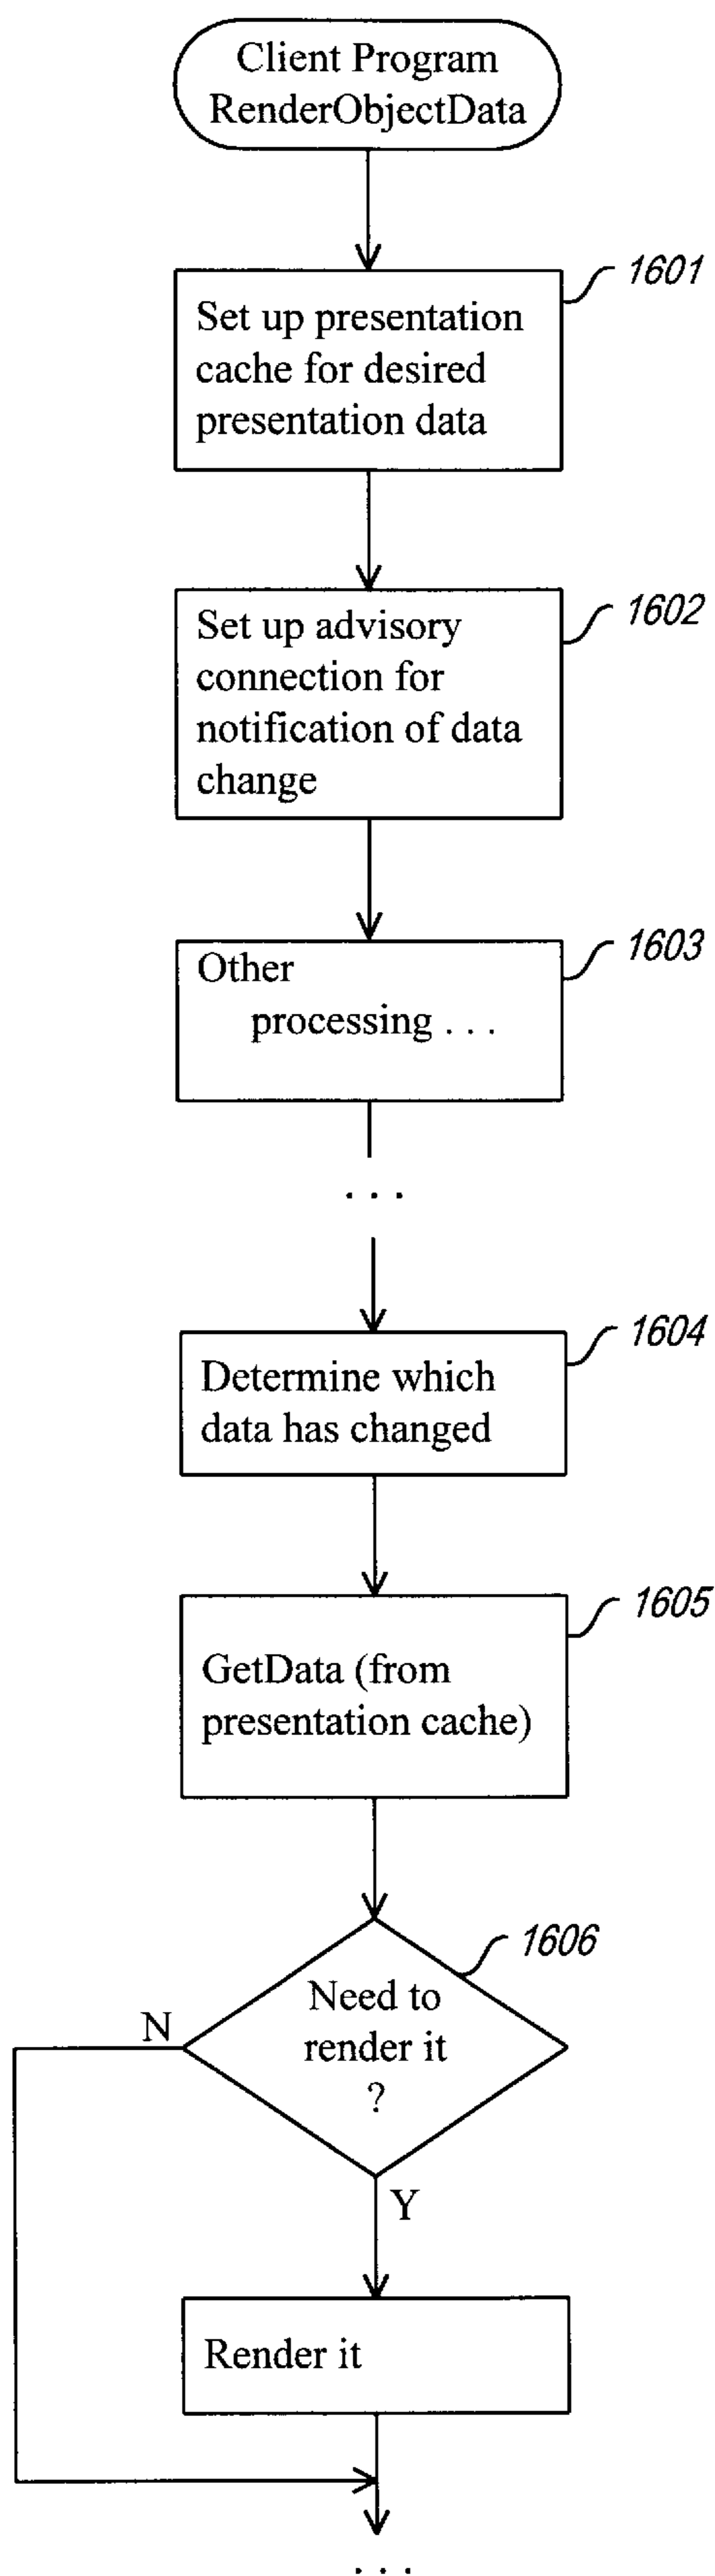 Client Program
RenderObjectData
1601
Set up presentation
cache for desired
presentation data
1602
Set up advisory
connection for
notification of data
change
1603
Other
processing . . .
. . .
1604
Determine which
data has changed
1605
GetData (from
presentation cache)
1606
Need to
render it
?
N
Y
Render it
. . .